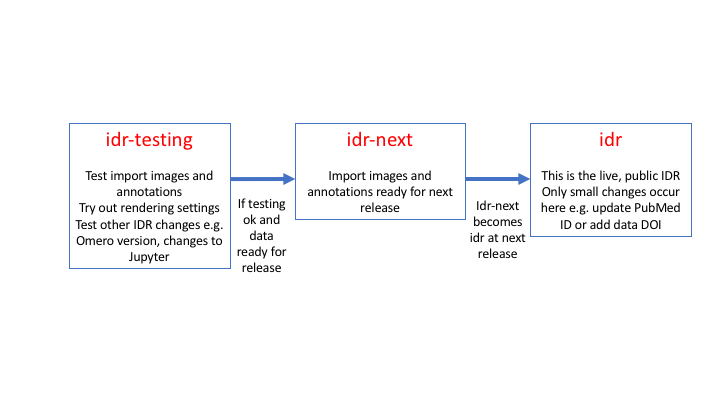 idr-testing
Test import images and
annotations
Try out rendering settings
Test other IDR changes e.g.
Omero version, changes to
Jupyter
If testing
ok and
data
ready for
release
idr-next
Import images and
annotations ready for next
release
Idr-next
becomes
idr at next
release
idr
This is the live, public IDR
Only small changes occur
here e.g. update PubMed
ID or add data DOI